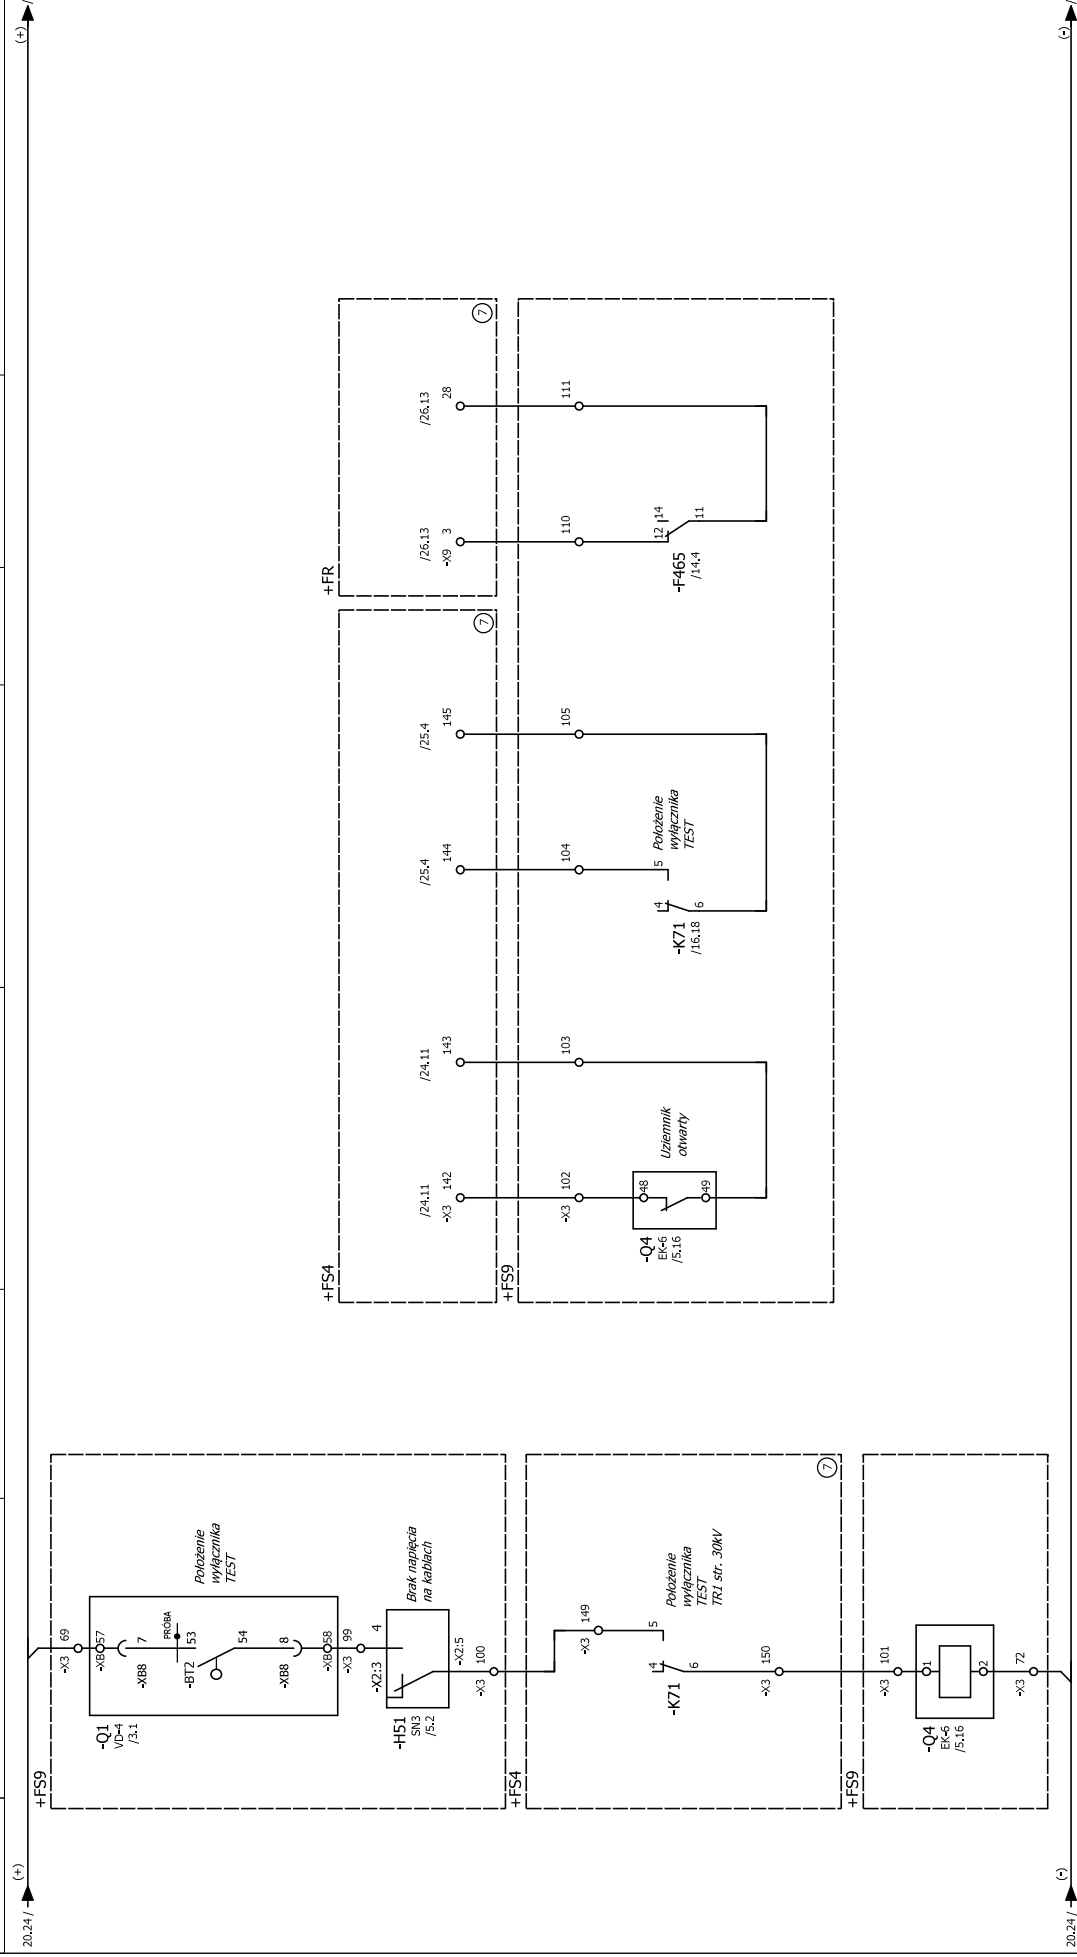 20.24 /
(+)
(+)
/
+FS9
-Q1
VD-4
/3.1
-X3
69
-XB
57
-XB8
7
-BT2
53
PRÓBA
54
-XB8
8
-XB
58
-X3
99
Położenie
wyłącznika
TEST
-H51
SN3
/5.2
-X2:3
4
-X2:5
Brak napięcia
na kablach
-X3
100
+FS4
-X3
149
-K71
4
5
6
Położenie
wyłącznika
TEST
TR1 str. 30kV
-X3
150
7
+FS9
-X3
101
-Q4
EK-6
/5.16
1
2
-X3
72
20.24 /
(-)
(-)
/
+FS4
/24.11
-X3
142
/24.11
143
/25.4
144
/25.4
145
7
+FR
/26.13
-X9
3
/26.13
28
7
+FS9
-X3
102
103
104
105
110
111
-Q4
EK-6
/5.16
48
49
Uziemnik
otwarty
-K71
/16.18
4
5
6
Położenie
wyłącznika
TEST
-F465
/14.4
12
14
11